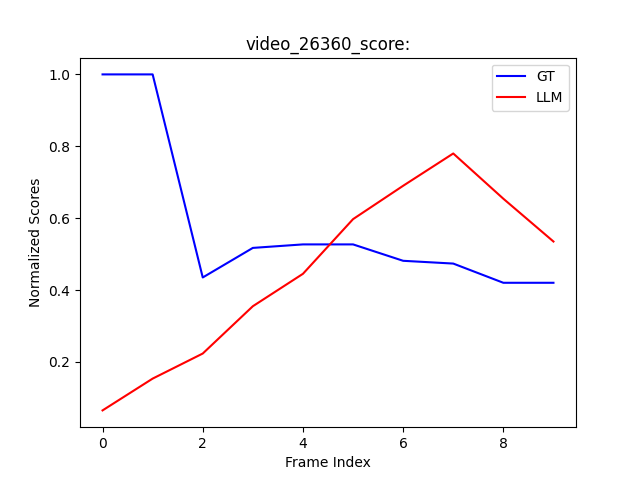 video_26360_score:
GT
LLM
Normalized Scores
1.0
0.8
0.6
0.4
0.2
0 2 4 6 8
Frame Index